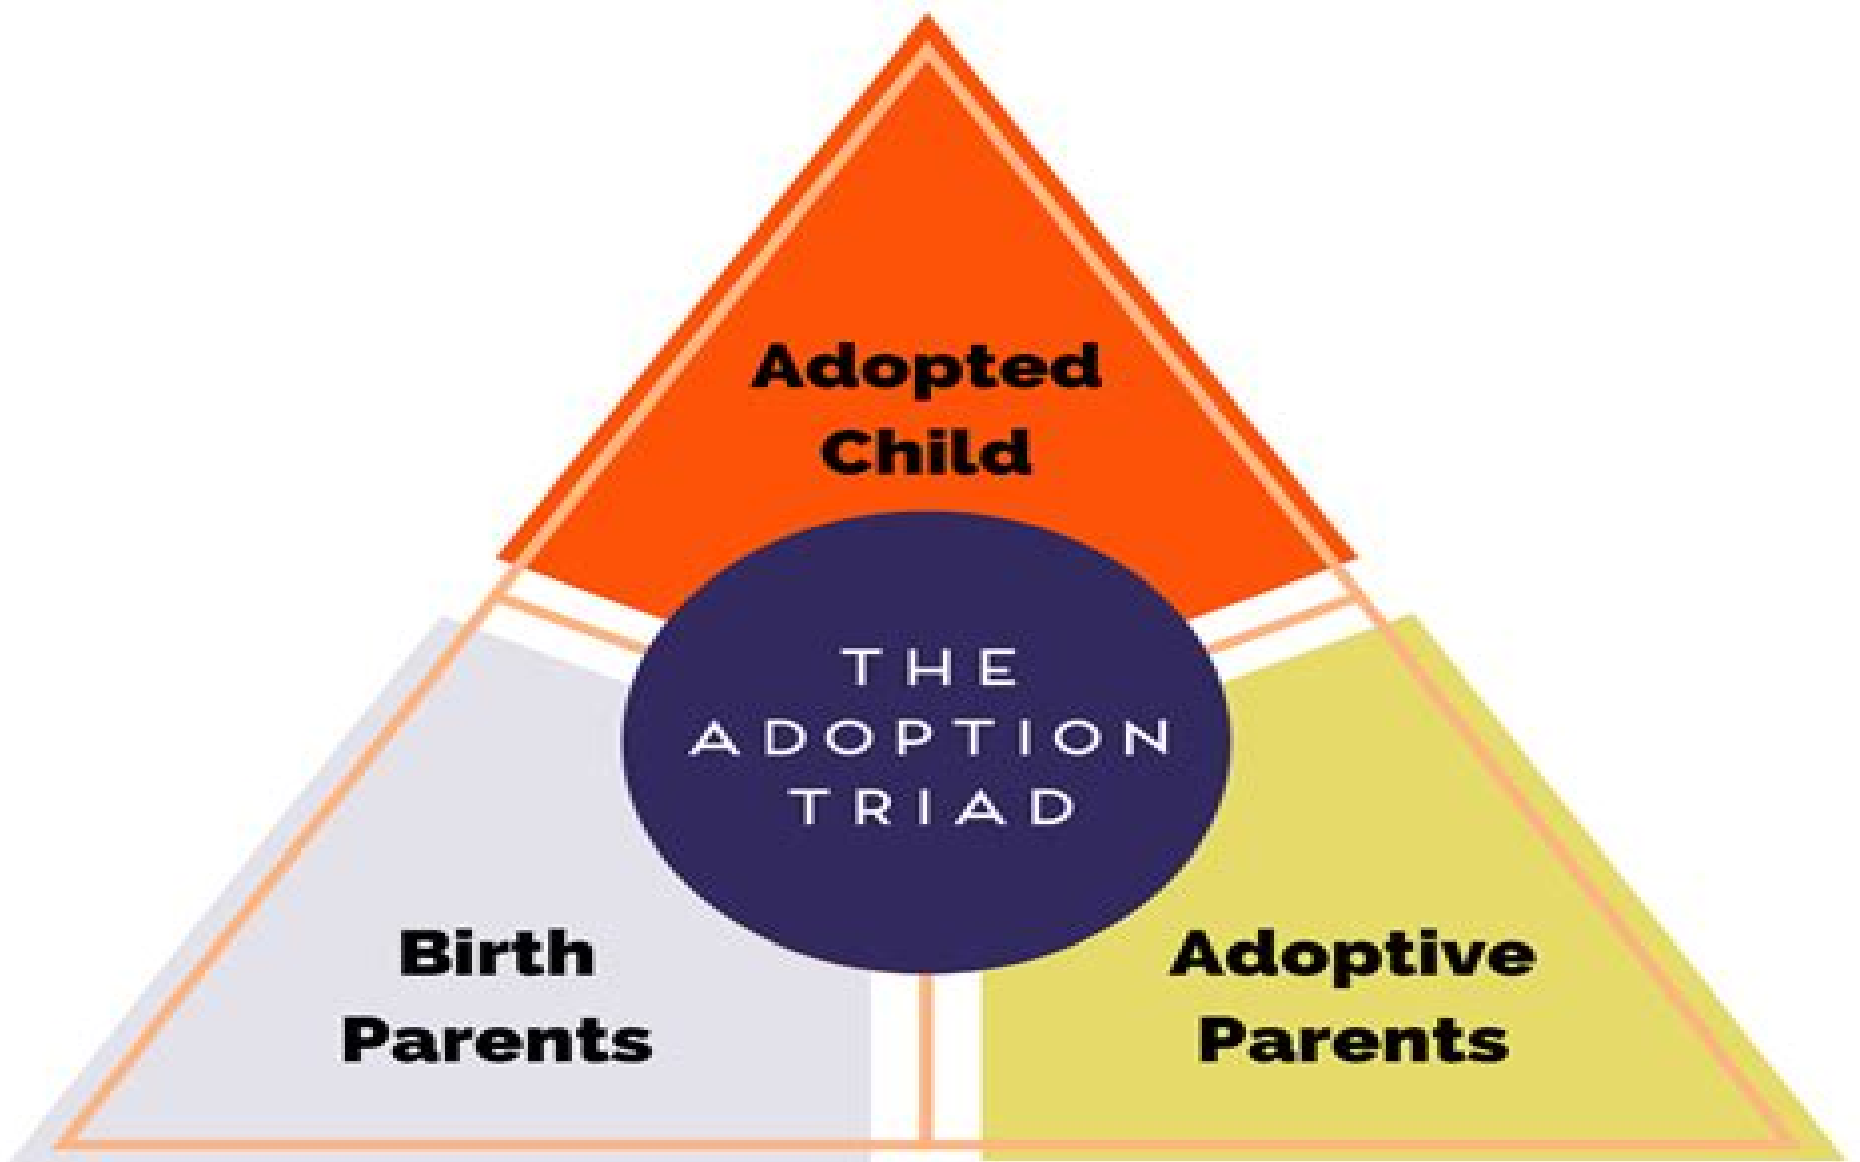 Adopted
Child
THE
ADOPTION
TRIAD
Birth
Parents
Adoptive
Parents